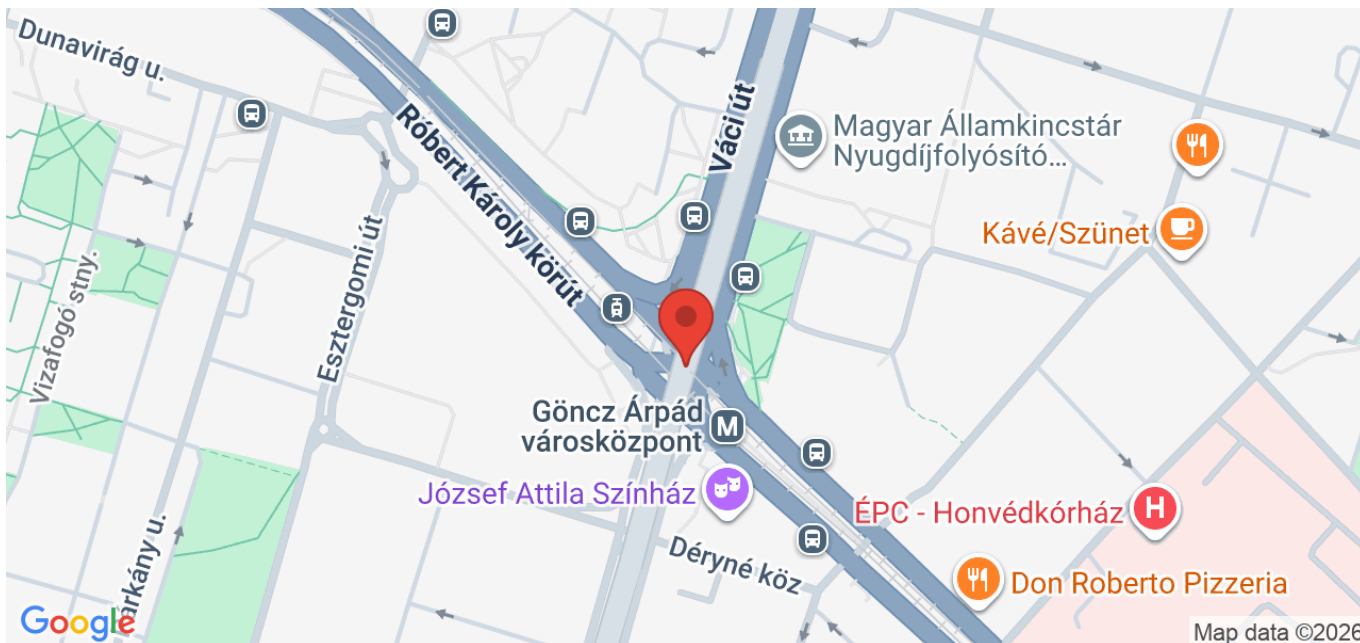 Dunavirág u.
Róbert Károly körút
Váci út
Magyar Államkincstár
Nyugdíjfolyósító...
Kávé/Szünet
Esztergomi út
Vizafogó stny.
Göncz Árpád
városközpont
M
József Attila Színház
ÉPC - Honvédkórház
H
Déryné köz
Don Roberto Pizzeria
arkány u.
Google
Map data ©2026